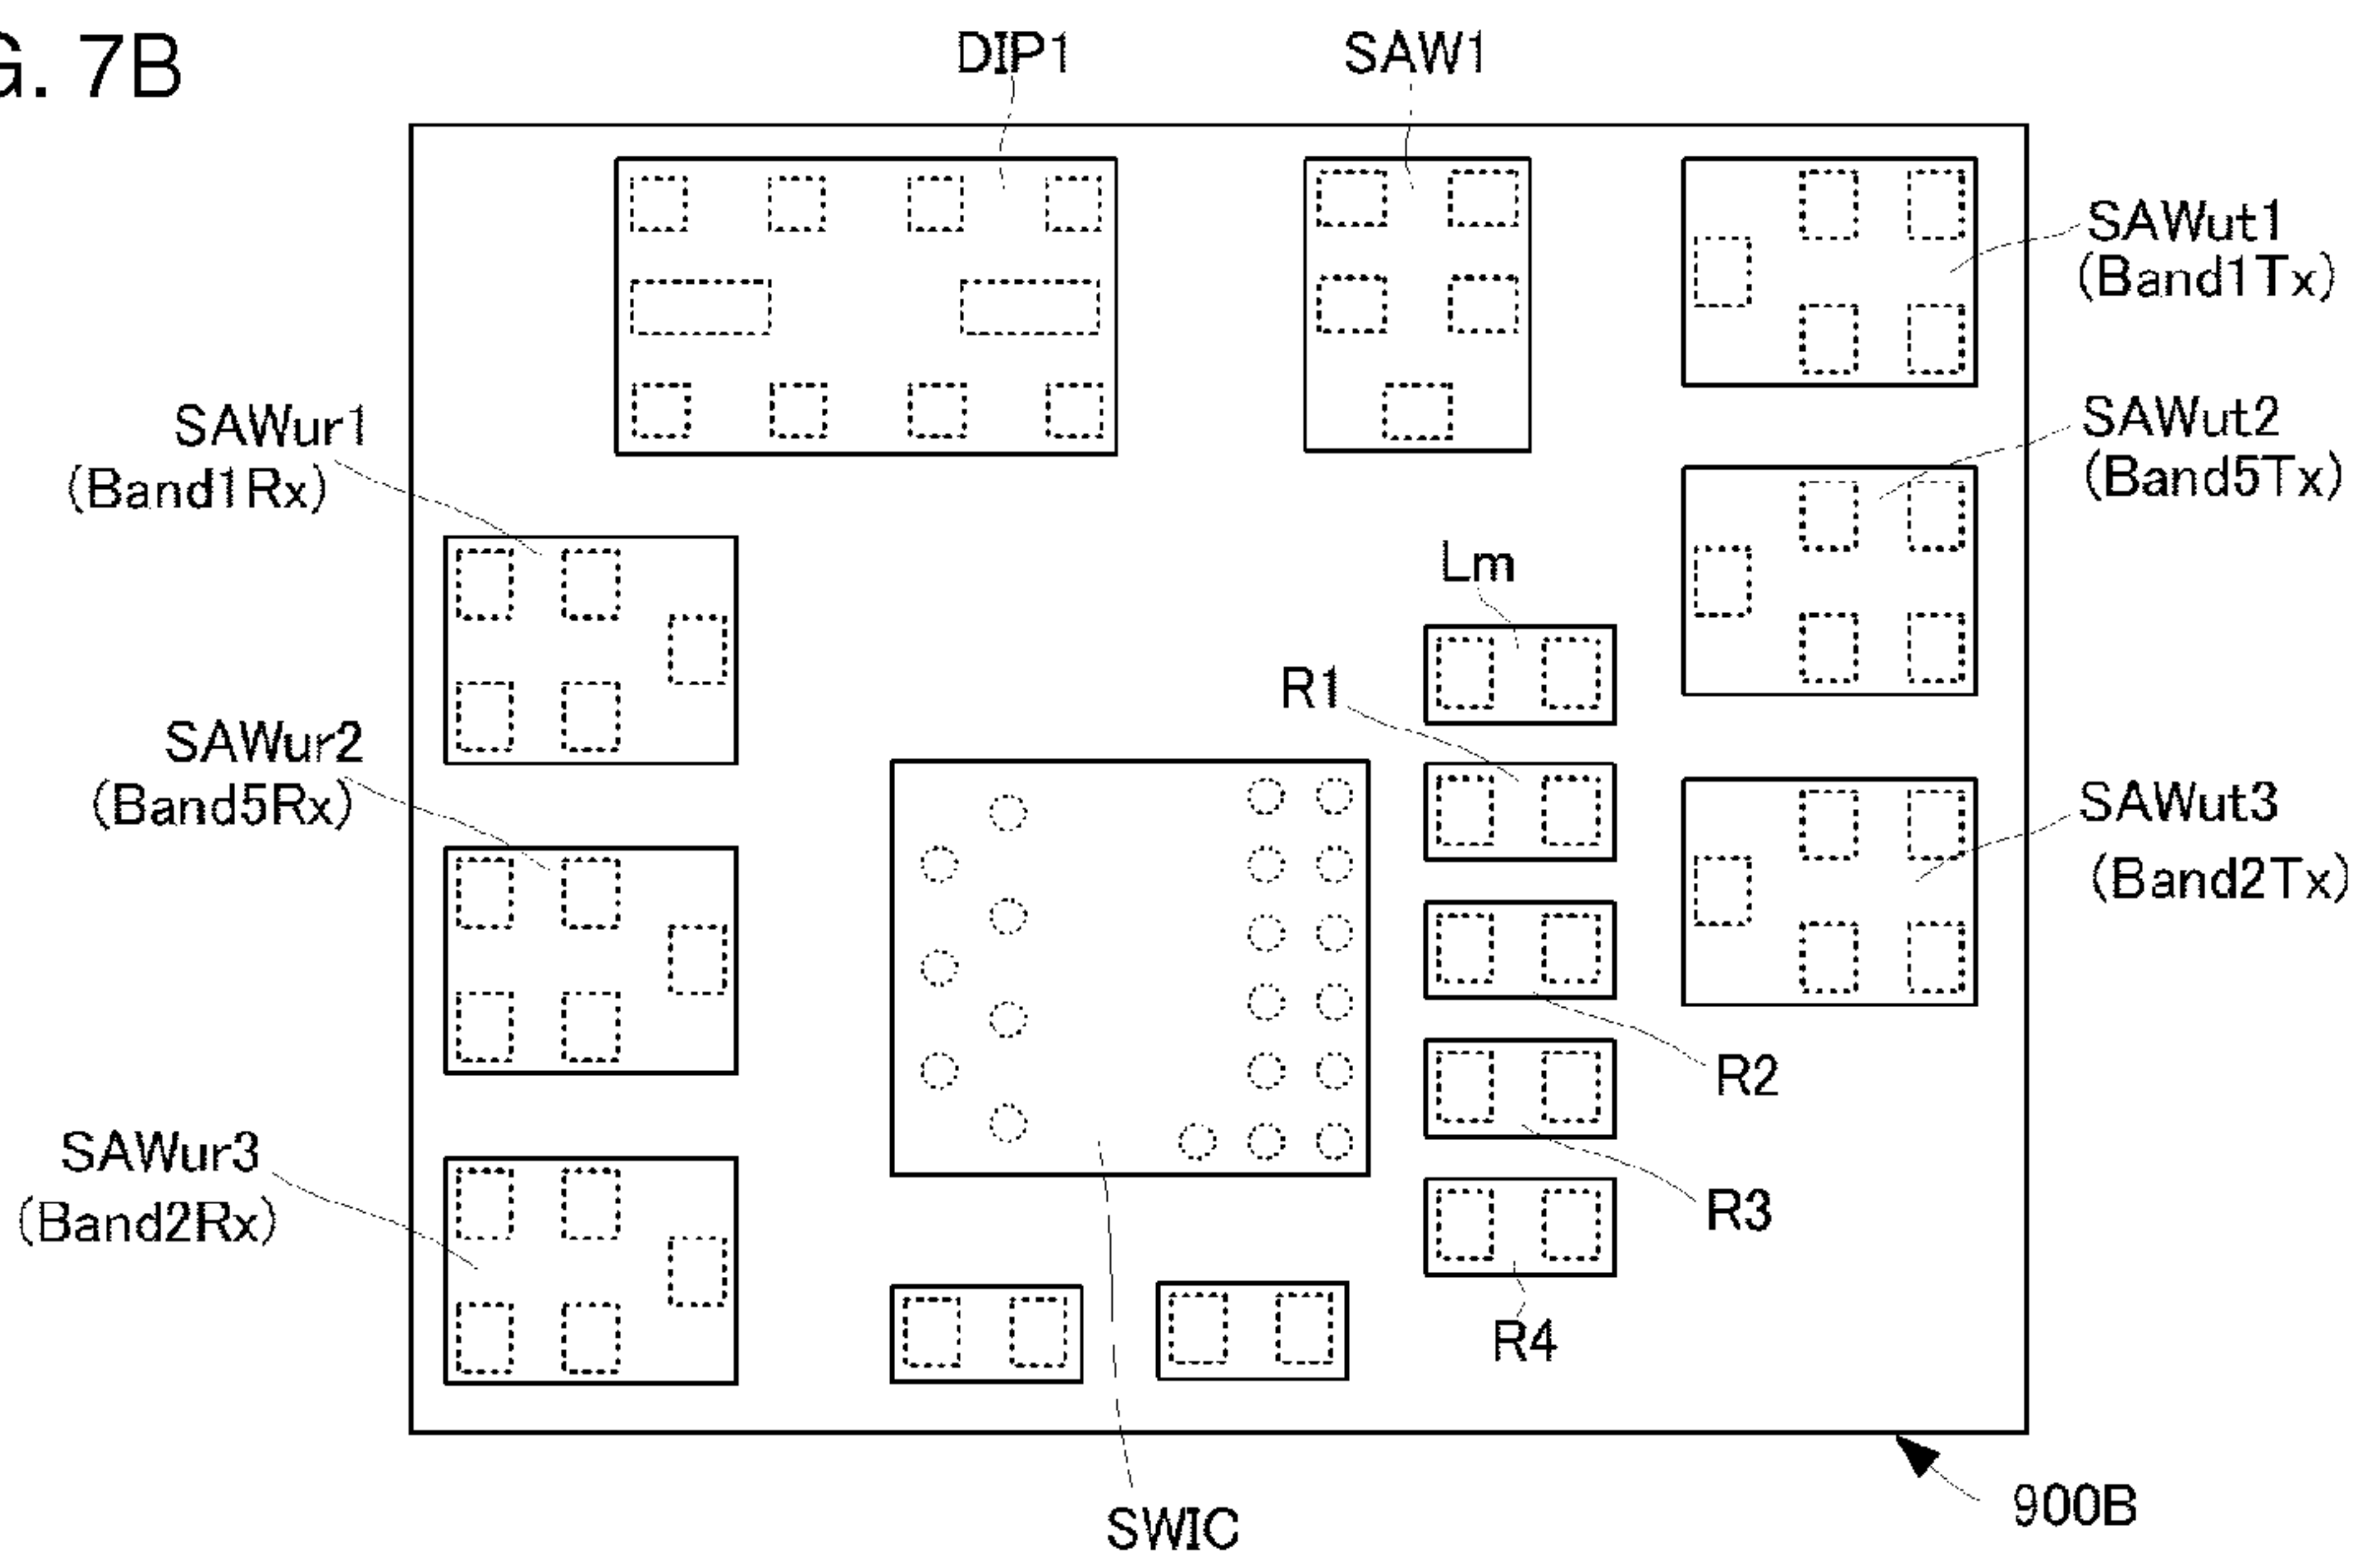 G. 7B
DIP1
SAW1
SAWut1
(Band1Tx)
SAWut2
(Band5Tx)
SAWur1
(Band1Rx)
Lm
R1
SAWur2
(Band5Rx)
SAWut3
(Band2Tx)
R2
SAWur3
(Band2Rx)
R3
R4
900B
SWIC